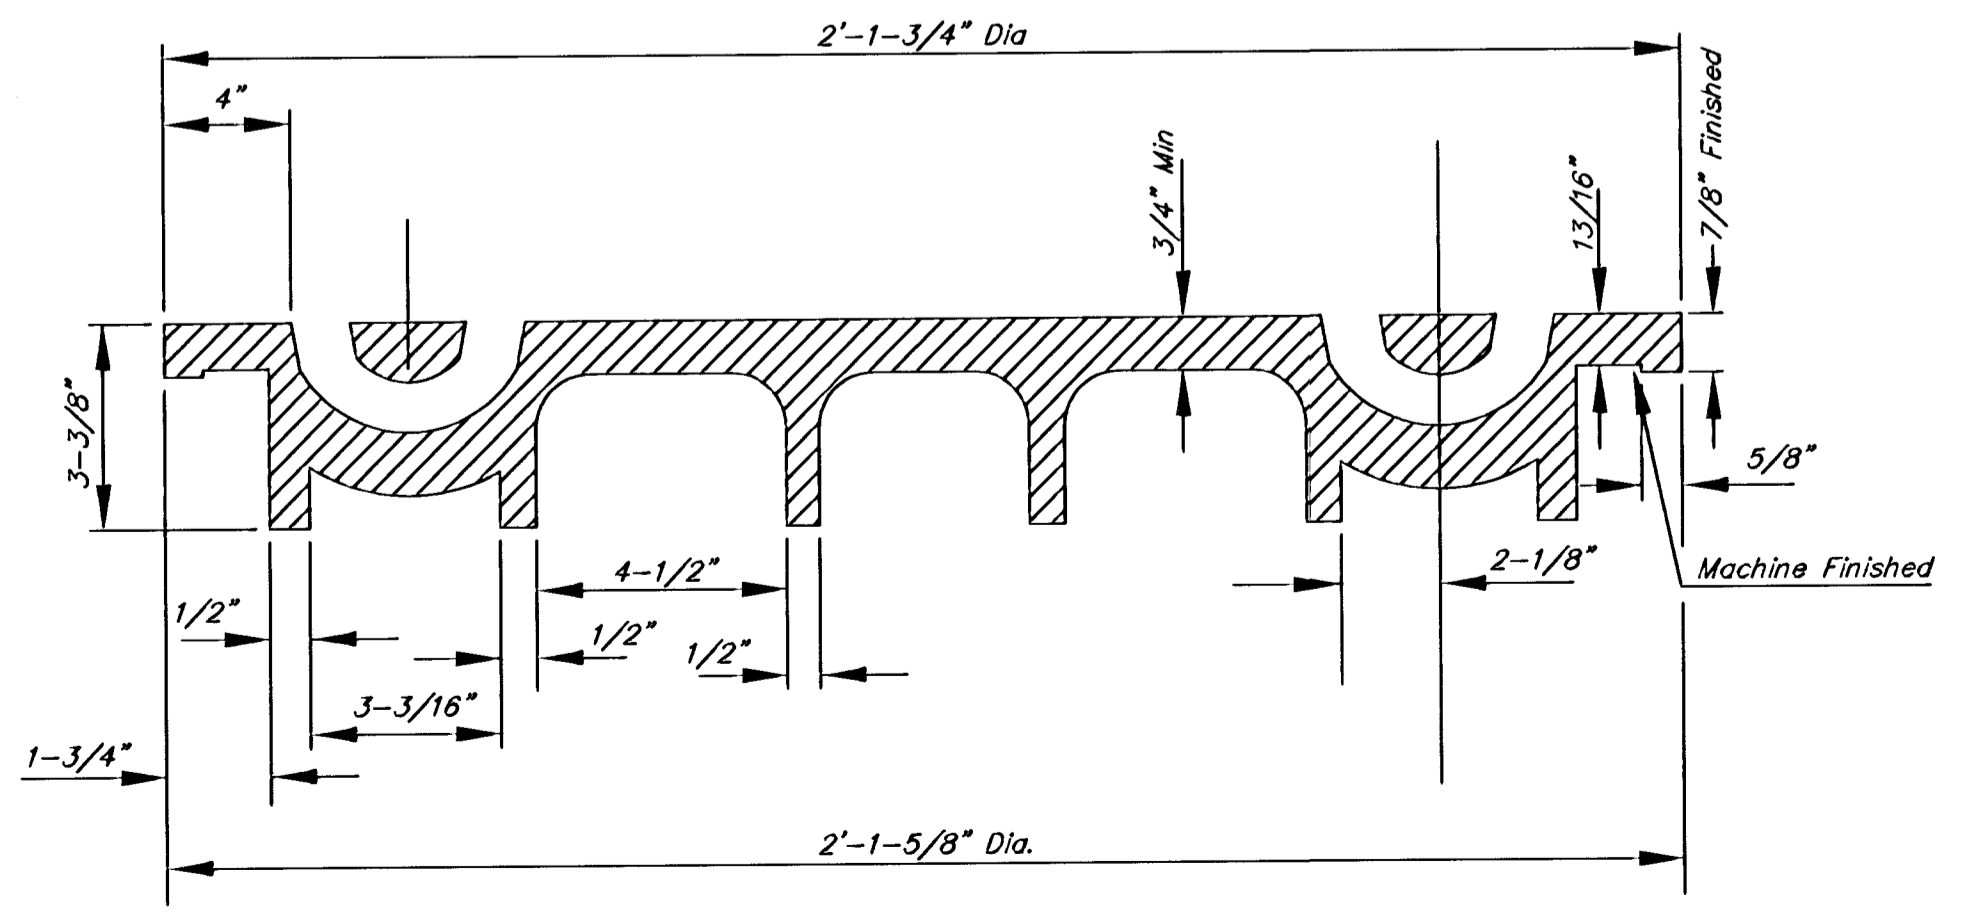 2'-1-3/4" Dia
4"
7/8" Finished
3/4" Min
13/16"
3-3/8"
5/8"
4-1/2"
2-1/8"
Machine Finished
1/2"
1/2"
1/2"
3-3/16"
1-3/4"
2'-1-5/8" Dia.